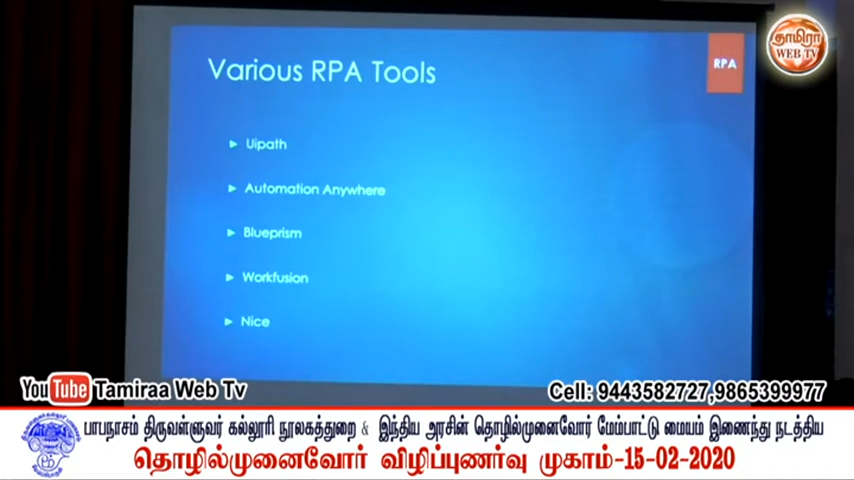 Various RPA Tools
RPA
தாமிரா
WEB TV
Uipath
Automation Anywhere
Blueprism
Workfusion
Nice
YouTube Tamiraa Web Tv
Cell: 9443582727,9865399977
பாபநாசம் திருவள்ளுவர் கல்லூரி நூலகத்துறை & இந்திய அரசின் தொழில்முனைவோர் மேம்பாட்டு மையம் இணைந்து நடத்திய
தொழில்முனைவோர் விழிப்புணர்வு முகாம்-15-02-2020